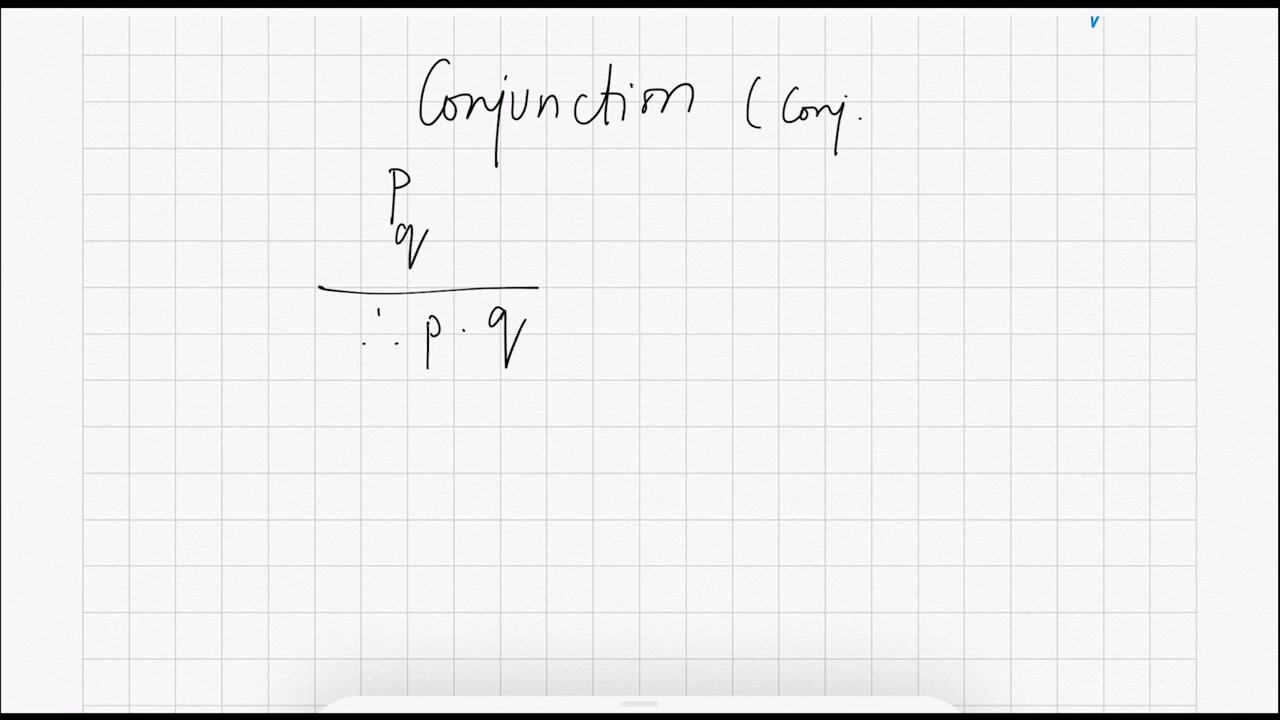 Conjunction (Conj.
p
q
∴ p · q